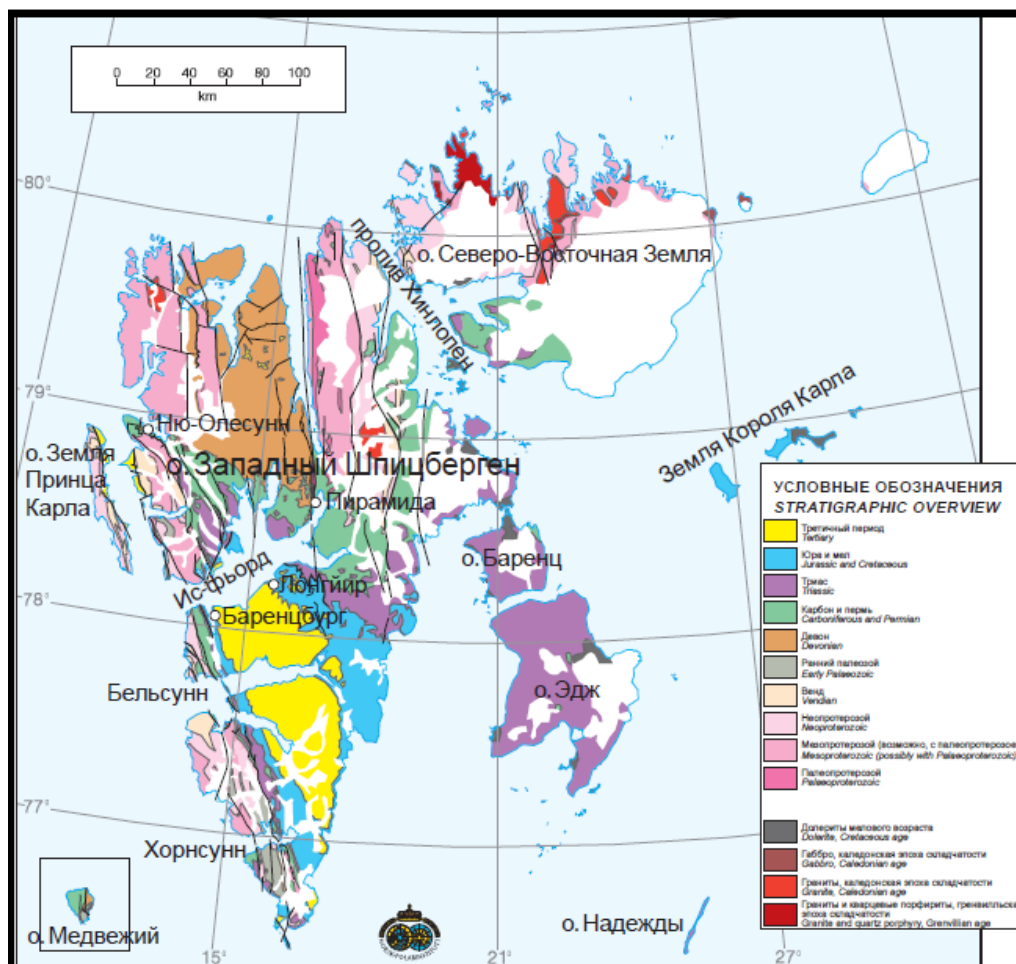 0 20 40 60 80 100
km
80°
пролив Хинлопен
о. Северо-Восточная Земля
79°
Земля Короля Карла
Ню-Олесунн
о. Земля
Принца
Карла
о. Западный Шпицберген
Пирамида
УСЛОВНЫЕ ОБОЗНАЧЕНИЯ
STRATIGRAPHIC OVERVIEW
Третичный период
Tertiary
Юра и мел
Jurassic and Cretaceous
Триас
Triassic
Карбон и пермь
Carboniferous and Permian
Девон
Devonian
Ранний палеозой
Early Palaeozoic
Венд
Vendian
Неопротерозой
Neoproterozoic
Мезопротерозой (возможно, с палеопротерозое
Mesoproterozoic (possibly with Palaeoproterozoic)
Палеопротерозой
Palaeoproterozoic
Долериты мелового возраста
Dolerite, Cretaceous age
Габбро, каледонская эпоха складчатости
Gabbro, Caledonian age
Граниты, каледонская эпоха складчатости
Granite, Caledonian age
Граниты и кварцевые порфириты, гренвилльска
эпоха складчатости
Granite and quartz porphyry, Grenvillian age
о. Баренц
Ис-фьорд
Лонгйир
78°
Баренцбург
Бельсунн
о. Эдж
77°
Хорнсунн
о. Медвежий
о. Надежды
15°
21°
27°